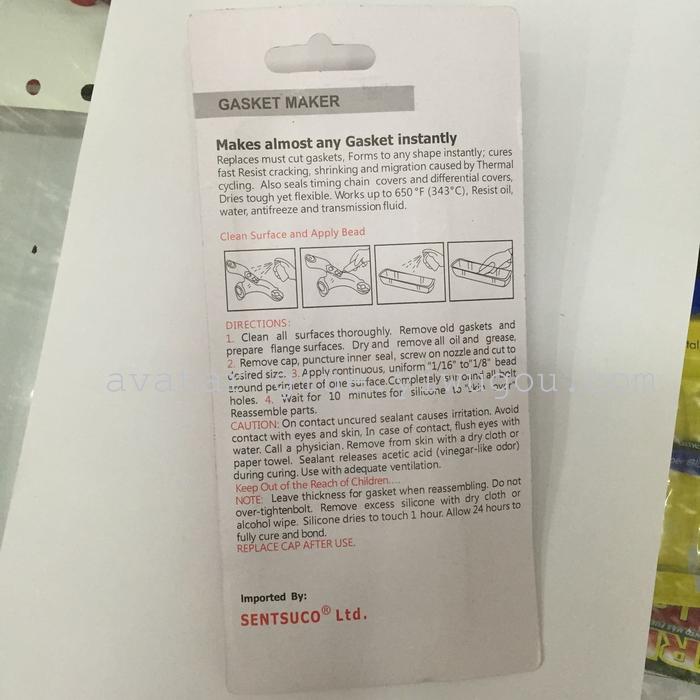 GASKET MAKER
Makes almost any Gasket instantly
Replaces must cut gaskets, Forms to any shape instantly; cures
fast Resist cracking, shrinking and migration caused by Thermal
cycling. Also seals timing chain covers and differential covers,
Dries tough yet flexible. Works up to 650°F (343°C), Resist oil,
water, antifreeze and transmission fluid.
Clean Surface and Apply Bead
DIRECTIONS:
1. Clean all surfaces thoroughly. Remove old gaskets and
prepare flange surfaces. Dry and remove all oil and grease,
2. Remove cap, puncture inner seal, screw on nozzle and cut to
desired size. 3. Apply continuous, uniform "1/16" to"1/8" bead
around perimeter of one surface.Completely surround all bolt
holes. 4. Wait for 10 minutes for silicone to
Reassemble parts.
CAUTION: On contact uncured sealant causes irritation. Avoid
contact with eyes and skin, In case of contact, flush eyes with
water. Call a physician. Remove from skin with a dry cloth or
paper towel. Sealant releases acetic acid (vinegar-like odor)
during curing. Use with adequate ventilation.
Keep Out of the Reach of Children....
NOTE: Leave thickness for gasket when reassembling. Do not
over-tightenbolt. Remove excess silicone with dry cloth or
alcohol wipe. Silicone dries to touch 1 hour. Allow 24 hours to
fully cure and bond.
REPLACE CAP AFTER USE.
Imported By:
SENTSUCO® Ltd.